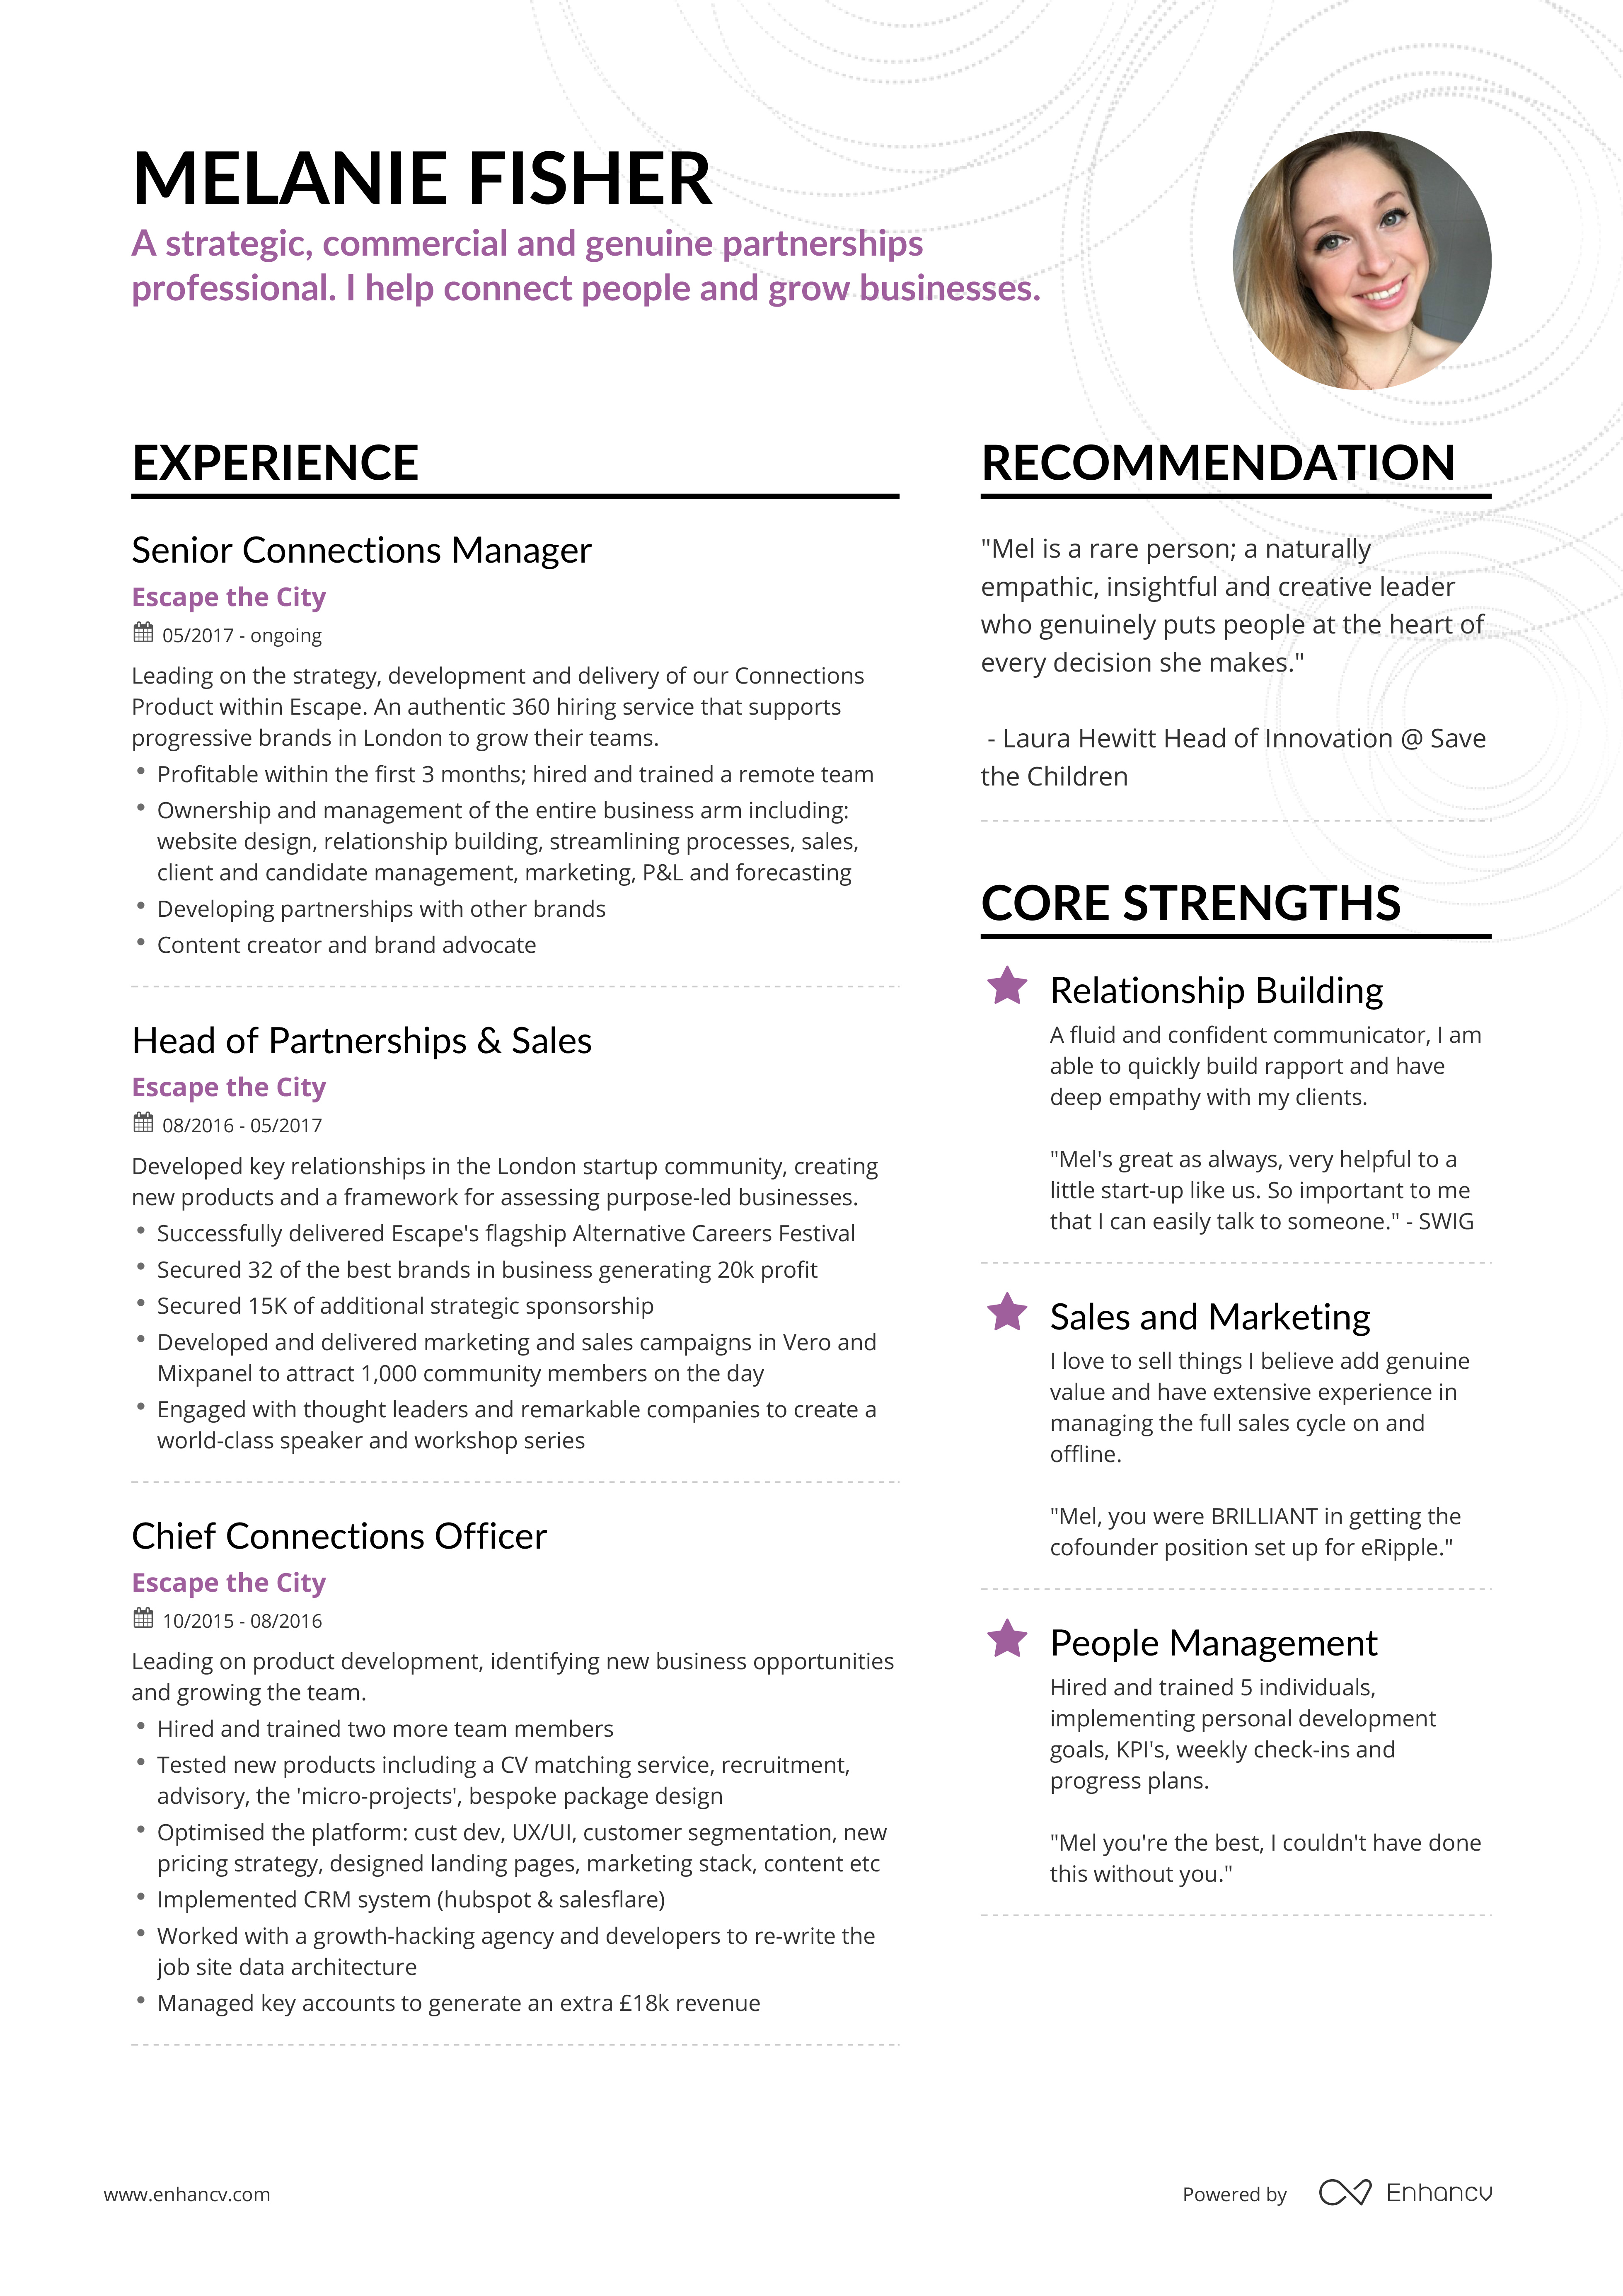 MELANIE FISHER
A strategic, commercial and genuine partnerships
professional. I help connect people and grow businesses.
EXPERIENCE
Senior Connections Manager
Escape the City
05/2017 - ongoing
Leading on the strategy, development and delivery of our Connections
Product within Escape. An authentic 360 hiring service that supports
progressive brands in London to grow their teams.
• Profitable within the first 3 months; hired and trained a remote team
• Ownership and management of the entire business arm including:
website design, relationship building, streamlining processes, sales,
client and candidate management, marketing, P&L and forecasting
• Developing partnerships with other brands
• Content creator and brand advocate
Head of Partnerships & Sales
Escape the City
08/2016 - 05/2017
Developed key relationships in the London startup community, creating
new products and a framework for assessing purpose-led businesses.
• Successfully delivered Escape's flagship Alternative Careers Festival
• Secured 32 of the best brands in business generating 20k profit
• Secured 15K of additional strategic sponsorship
• Developed and delivered marketing and sales campaigns in Vero and
Mixpanel to attract 1,000 community members on the day
• Engaged with thought leaders and remarkable companies to create a
world-class speaker and workshop series
Chief Connections Officer
Escape the City
10/2015 - 08/2016
Leading on product development, identifying new business opportunities
and growing the team.
• Hired and trained two more team members
• Tested new products including a CV matching service, recruitment,
advisory, the 'micro-projects', bespoke package design
• Optimised the platform: cust dev, UX/UI, customer segmentation, new
pricing strategy, designed landing pages, marketing stack, content etc
• Implemented CRM system (hubspot & salesflare)
• Worked with a growth-hacking agency and developers to re-write the
job site data architecture
• Managed key accounts to generate an extra £18k revenue
RECOMMENDATION
"Mel is a rare person; a naturally
empathic, insightful and creative leader
who genuinely puts people at the heart of
every decision she makes."
- Laura Hewitt Head of Innovation @ Save
the Children
CORE STRENGTHS
Relationship Building
A fluid and confident communicator, I am
able to quickly build rapport and have
deep empathy with my clients.
"Mel's great as always, very helpful to a
little start-up like us. So important to me
that I can easily talk to someone." - SWIG
Sales and Marketing
I love to sell things I believe add genuine
value and have extensive experience in
managing the full sales cycle on and
offline.
"Mel, you were BRILLIANT in getting the
cofounder position set up for eRipple."
People Management
Hired and trained 5 individuals,
implementing personal development
goals, KPI's, weekly check-ins and
progress plans.
"Mel you're the best, I couldn't have done
this without you."
www.enhancv.com
Powered by Enhancv